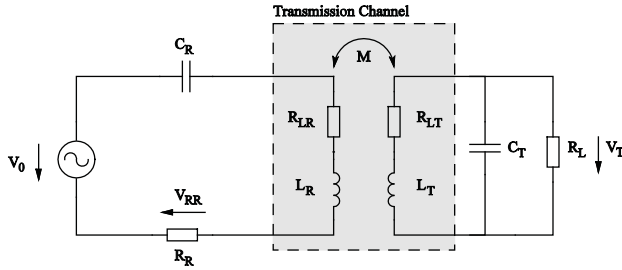 Transmission Channel
C_R
M
R_LR
R_LT
V_0
C_T
R_L
V_T
L_R
L_T
V_RR
R_R